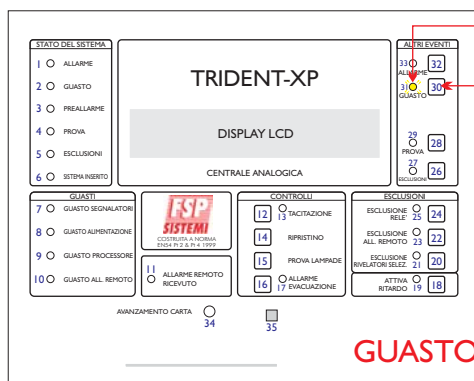 STATO DEL SISTEMA
1 ALLARME
2 GUASTO
3 PREALLARME
4 PROVA
5 ESCLUSIONI
6 SISTEMA INSERITO
TRIDENT-XP
DISPLAY LCD
CENTRALE ANALOGICA
ALTRI EVENTI
33 32
ALLARME
31 30
GUASTO
29 28
PROVA
27 26
ESCLUSIONI
GUASTI
7 GUASTO SEGNALATORI
8 GUASTO ALIMENTAZIONE
9 GUASTO PROCESSORE
10 GUASTO ALL. REMOTO
FSP
SISTEMI
COSTRUITA A NORMA
EN54 Pt 2 & Pt 4 1999
11 ALLARME REMOTO
RICEVUTO
CONTROLLI
12 13 TACITAZIONE
14 RIPRISTINO
15 PROVA LAMPADE
16 17 ALLARME
EVACUAZIONE
ESCLUSIONI
ESCLUSIONE
RELE' 25 24
ESCLUSIONE
ALL. REMOTO 23 22
ESCLUSIONE
RIVELATORI SELEZ. 21 20
ATTIVA
RITARDO 19 18
AVANZAMENTO CARTA 34
35
GUASTO